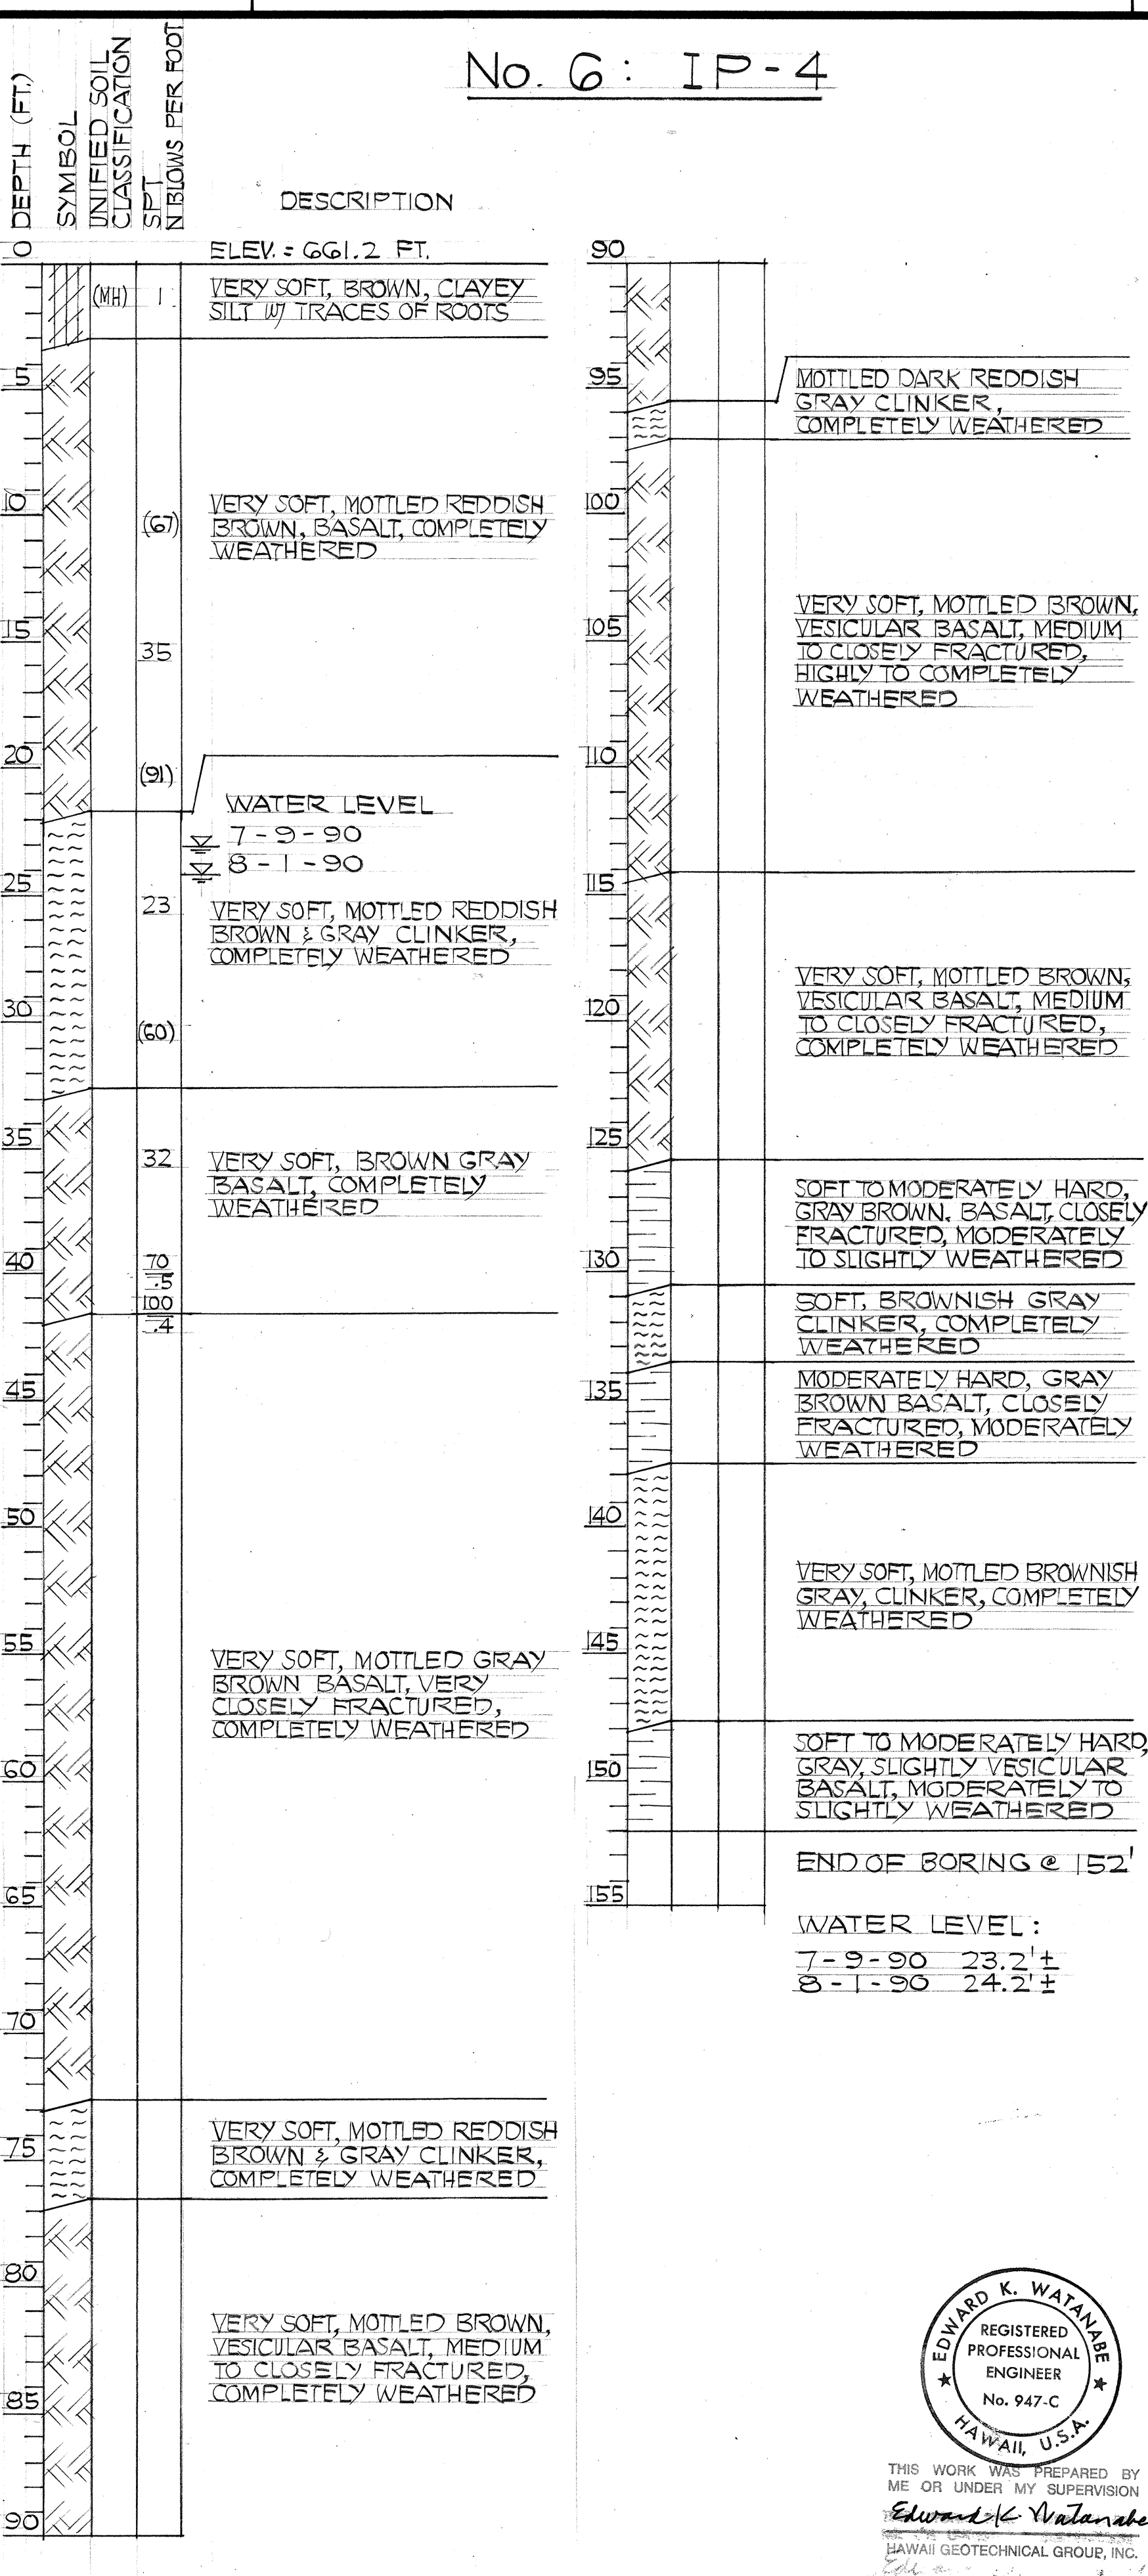 No. 6: IP-4
DEPTH (FT.)
SYMBOL
UNIFIED SOIL
CLASSIFICATION
SPT
N BLOWS PER FOOT
DESCRIPTION
0
ELEV. = 661.2 FT.
(MH)
1
VERY SOFT, BROWN, CLAYEY
SILT W/ TRACES OF ROOTS
5
10
(67)
VERY SOFT, MOTTLED REDDISH
BROWN, BASALT, COMPLETELY
WEATHERED
15
35
20
(91)
WATER LEVEL
7-9-90
8-1-90
25
23
VERY SOFT, MOTTLED REDDISH
BROWN & GRAY CLINKER,
COMPLETELY WEATHERED
30
(60)
35
32
VERY SOFT, BROWN GRAY
BASALT, COMPLETELY
WEATHERED
40
70
.5
100
.4
45
50
55
VERY SOFT, MOTTLED GRAY
BROWN BASALT, VERY
CLOSELY FRACTURED,
COMPLETELY WEATHERED
60
65
70
75
VERY SOFT, MOTTLED REDDISH
BROWN & GRAY CLINKER,
COMPLETELY WEATHERED
80
VERY SOFT, MOTTLED BROWN,
VESICULAR BASALT, MEDIUM
TO CLOSELY FRACTURED,
COMPLETELY WEATHERED
85
90
90
95
MOTTLED DARK REDDISH
GRAY CLINKER,
COMPLETELY WEATHERED
100
105
VERY SOFT, MOTTLED BROWN,
VESICULAR BASALT, MEDIUM
TO CLOSELY FRACTURED,
HIGHLY TO COMPLETELY
WEATHERED
110
115
120
VERY SOFT, MOTTLED BROWN,
VESICULAR BASALT, MEDIUM
TO CLOSELY FRACTURED,
COMPLETELY WEATHERED
125
SOFT TO MODERATELY HARD,
GRAY BROWN, BASALT, CLOSELY
FRACTURED, MODERATELY
TO SLIGHTLY WEATHERED
130
SOFT, BROWNISH GRAY
CLINKER, COMPLETELY
WEATHERED
135
MODERATELY HARD, GRAY
BROWN BASALT, CLOSELY
FRACTURED, MODERATELY
WEATHERED
140
VERY SOFT, MOTTLED BROWNISH
GRAY, CLINKER, COMPLETELY
WEATHERED
145
150
SOFT TO MODERATELY HARD,
GRAY, SLIGHTLY VESICULAR
BASALT, MODERATELY TO
SLIGHTLY WEATHERED
END OF BORING @ 152'
155
WATER LEVEL:
7-9-90 23.2'±
8-1-90 24.2'±
EDWARD K. WATANABE
REGISTERED
PROFESSIONAL
ENGINEER
No. 947-C
HAWAII, U.S.A.
THIS WORK WAS PREPARED BY
ME OR UNDER MY SUPERVISION
Edward K. Watanabe
HAWAII GEOTECHNICAL GROUP, INC.